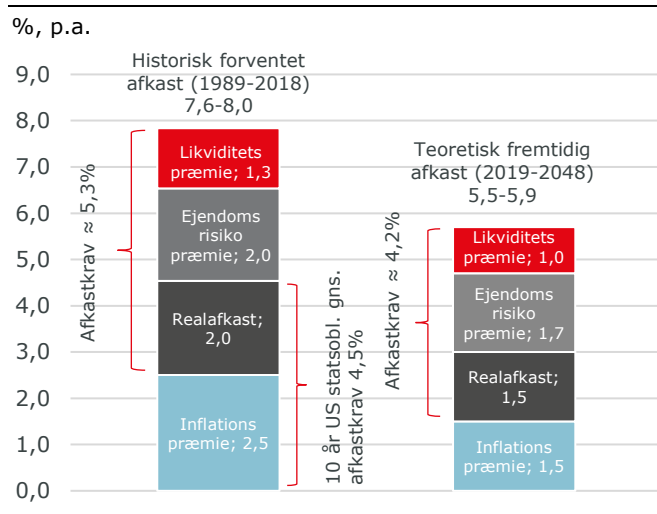 %, p.a.
9,0
8,0
7,0
6,0
5,0
4,0
3,0
2,0
1,0
0,0
Historisk forventet
afkast (1989-2018)
7,6-8,0
Afkastkrav ≈ 5,3%
Likviditets
præmie; 1,3
Ejendoms
risiko
præmie; 2,0
Realafkast;
2,0
Inflations
præmie; 2,5
10 år US statsobl. gns.
afkastkrav 4,5%
Teoretisk fremtidig
afkast (2019-2048)
5,5-5,9
Afkastkrav ≈ 4,2%
Likviditets
præmie; 1,0
Ejendoms
risiko
præmie; 1,7
Realafkast;
1,5
Inflations
præmie; 1,5